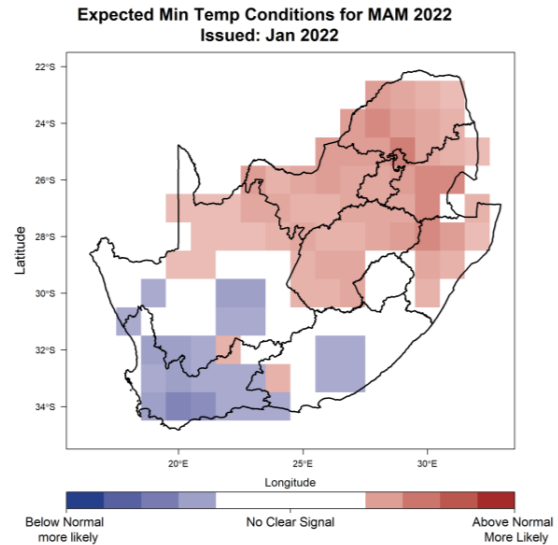 Expected Min Temp Conditions for MAM 2022
Issued: Jan 2022
22°S
24°S
26°S
28°S
30°S
32°S
34°S
Latitude
20°E
25°E
30°E
Longitude
Below Normal
more likely
No Clear Signal
Above Normal
More Likely